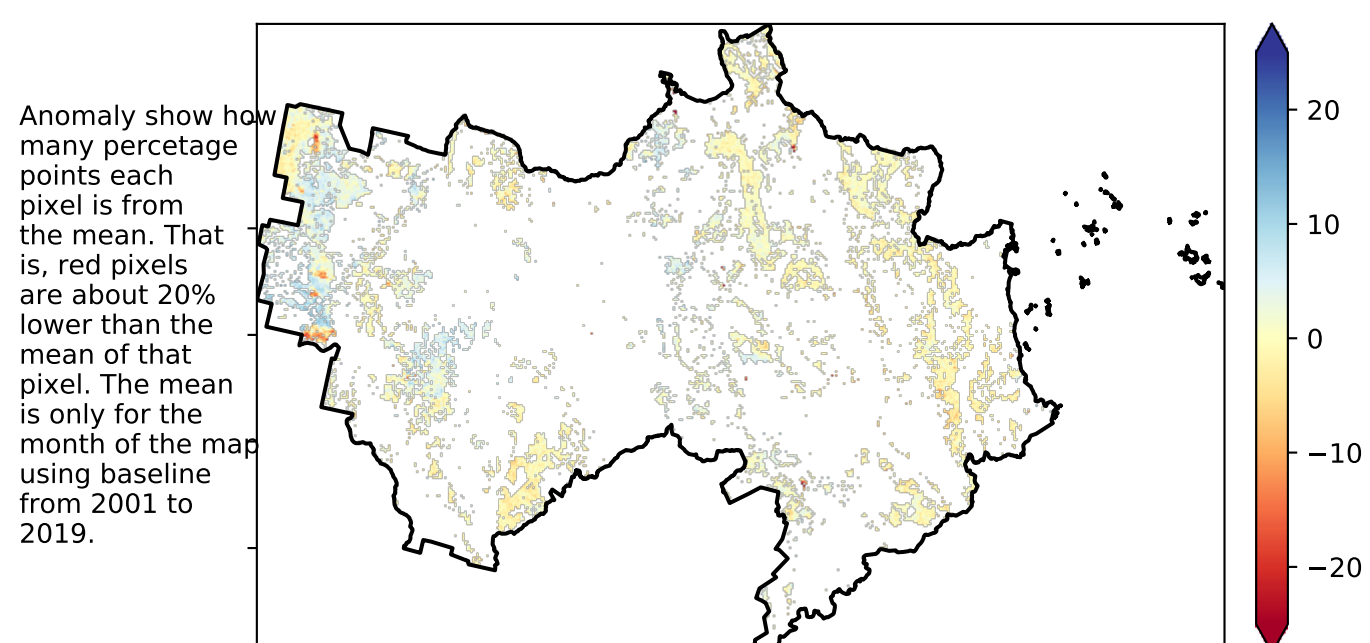 Anomaly show how
many percetage
points each
pixel is from
the mean. That
is, red pixels
are about 20%
lower than the
mean of that
pixel. The mean
is only for the
month of the map
using baseline
from 2001 to
2019.
20
10
0
−10
−20